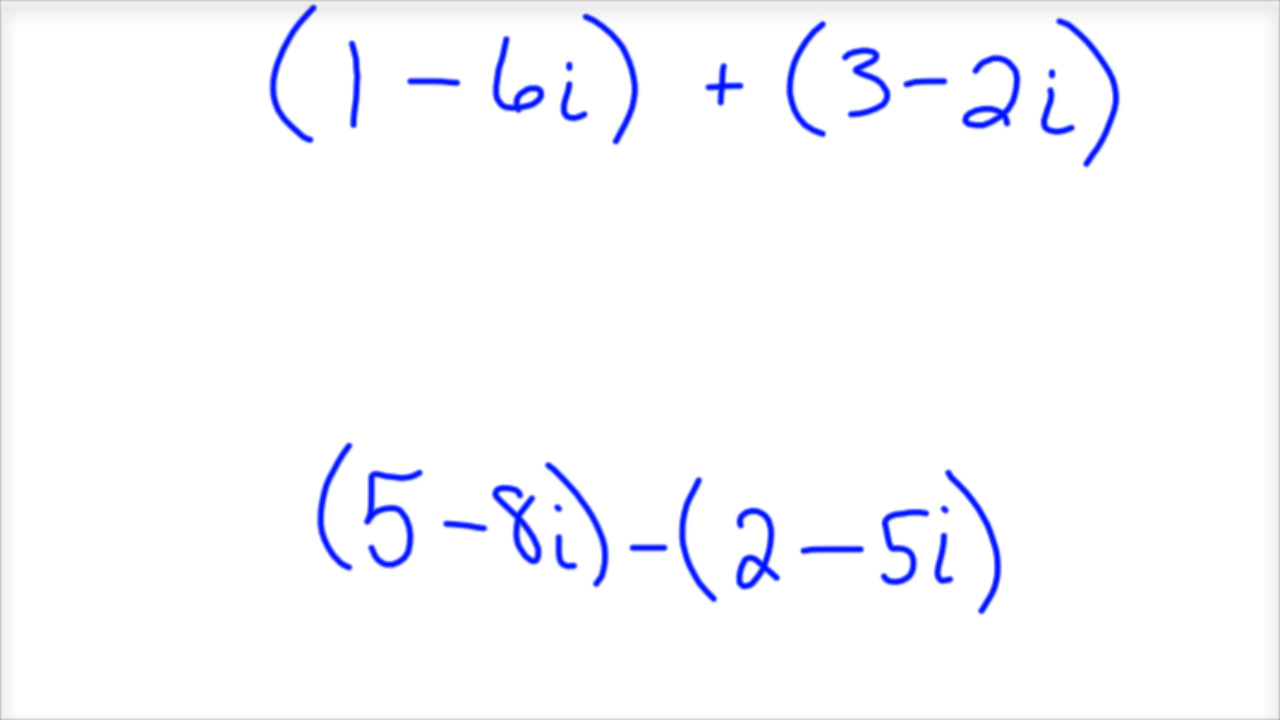 (1 - 6i) + (3 - 2i)
(5 - 8i) - (2 - 5i)